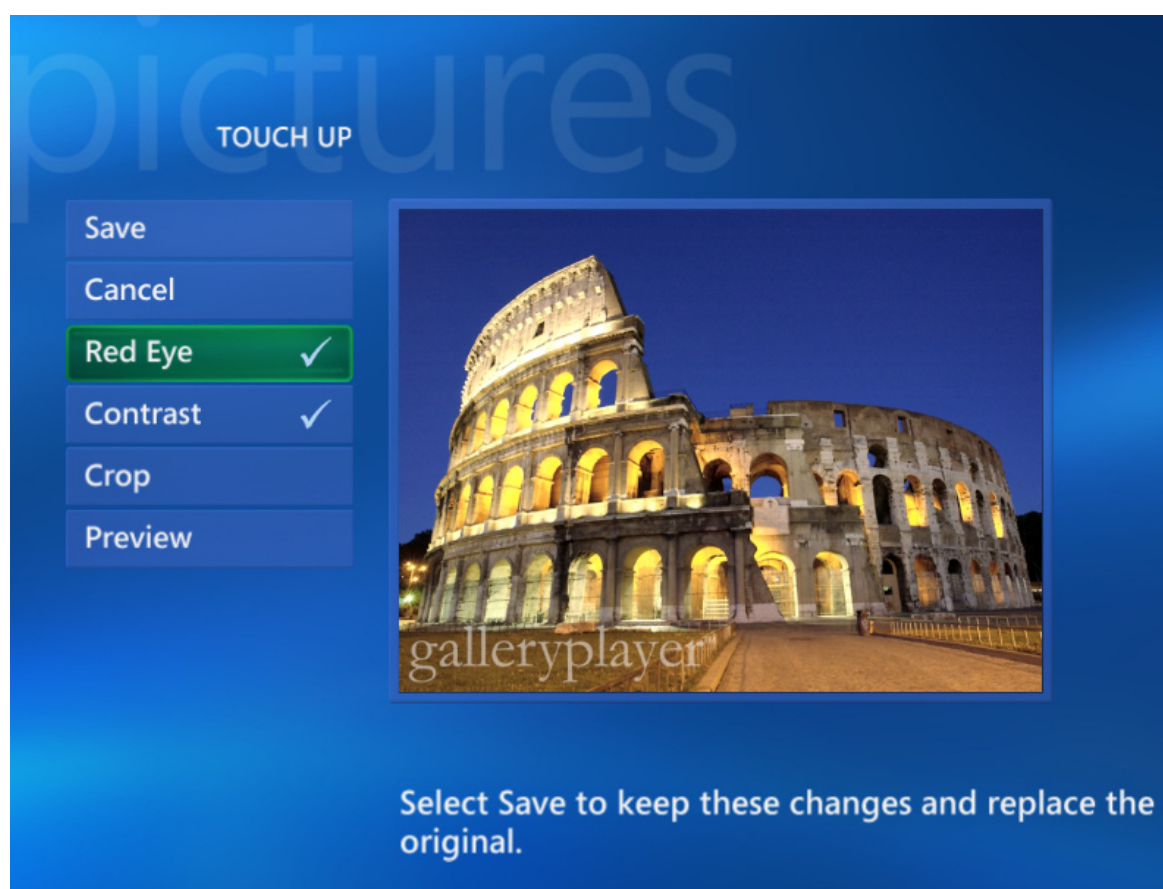 pictures
TOUCH UP
Save
Cancel
Red Eye ✓
Contrast ✓
Crop
Preview
galleryplayer
Select Save to keep these changes and replace the
original.